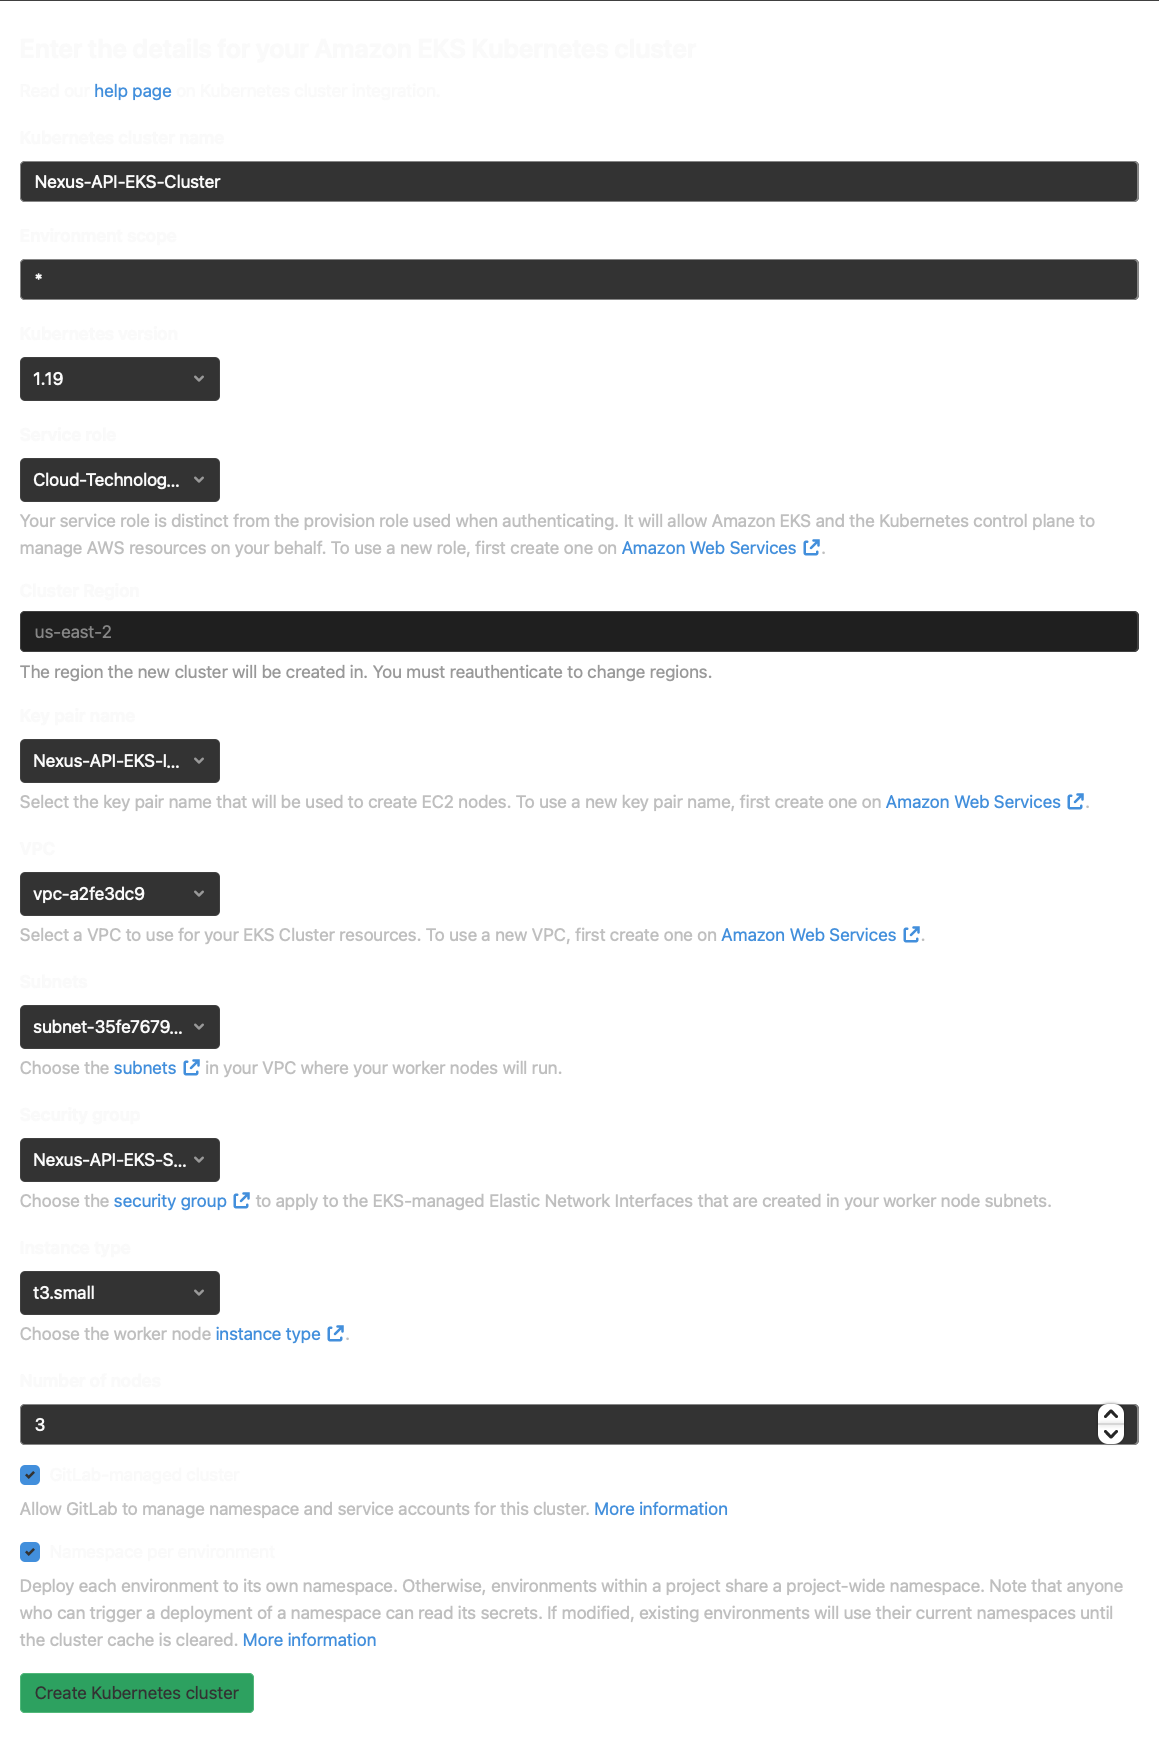 Enter the details for your Amazon EKS Kubernetes cluster
Read our help page on Kubernetes cluster integration.
Kubernetes cluster name
Nexus-API-EKS-Cluster
Environment scope
*
Kubernetes version
1.19
Service role
Cloud-Technolog...
Your service role is distinct from the provision role used when authenticating. It will allow Amazon EKS and the Kubernetes control plane to
manage AWS resources on your behalf. To use a new role, first create one on Amazon Web Services .
Cluster Region
us-east-2
The region the new cluster will be created in. You must reauthenticate to change regions.
Key pair name
Nexus-API-EKS-I...
Select the key pair name that will be used to create EC2 nodes. To use a new key pair name, first create one on Amazon Web Services .
VPC
vpc-a2fe3dc9
Select a VPC to use for your EKS Cluster resources. To use a new VPC, first create one on Amazon Web Services .
Subnets
subnet-35fe7679...
Choose the subnets in your VPC where your worker nodes will run.
Security group
Nexus-API-EKS-S...
Choose the security group to apply to the EKS-managed Elastic Network Interfaces that are created in your worker node subnets.
Instance type
t3.small
Choose the worker node instance type .
Number of nodes
3
GitLab-managed cluster
Allow GitLab to manage namespace and service accounts for this cluster. More information
Namespace per environment
Deploy each environment to its own namespace. Otherwise, environments within a project share a project-wide namespace. Note that anyone
who can trigger a deployment of a namespace can read its secrets. If modified, existing environments will use their current namespaces until
the cluster cache is cleared. More information
Create Kubernetes cluster